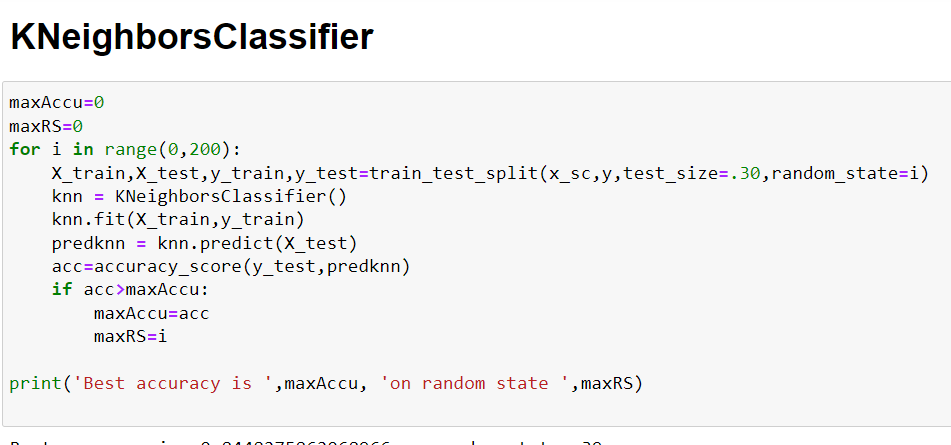 KNeighborsClassifier
maxAccu=0
maxRS=0
for i in range(0,200):
    X_train,X_test,y_train,y_test=train_test_split(x_sc,y,test_size=.30,random_state=i)
    knn = KNeighborsClassifier()
    knn.fit(X_train,y_train)
    predknn = knn.predict(X_test)
    acc=accuracy_score(y_test,predknn)
    if acc>maxAccu:
        maxAccu=acc
        maxRS=i
print('Best accuracy is ',maxAccu, 'on random state ',maxRS)